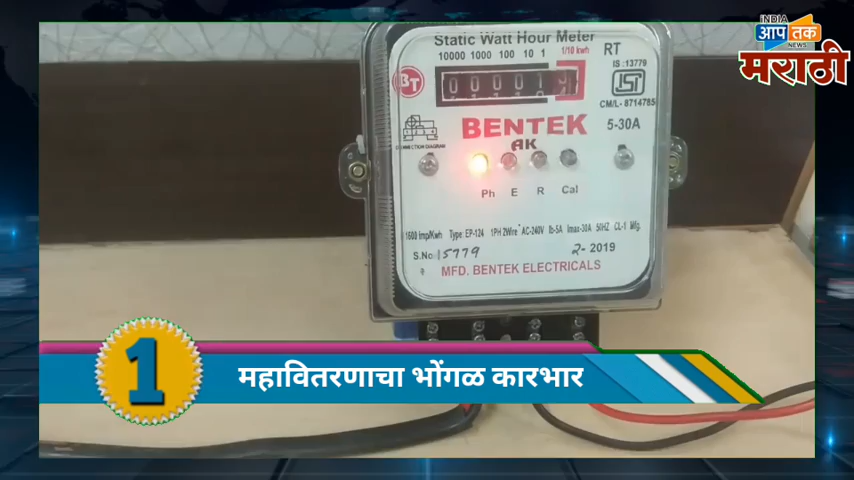 INDIA
आप तक
NEWS
मराठी
Static Watt Hour Meter
10000 1000 100 10 1 1/10 kwh
RT
IS:13779
BT
CM/L- 8714785
BENTEK
5-30A
AK
CONNECTION DIAGRAM
Ph E R Cal
1600 Imp/Kwh Type: EP-124 1PH 2Wire AC-240V Ib-5A Imax-30A 50HZ CL-1 Mfg.
S.No 15779 2-2019
MFD. BENTEK ELECTRICALS
1
महावितरणाचा भोंगळ कारभार